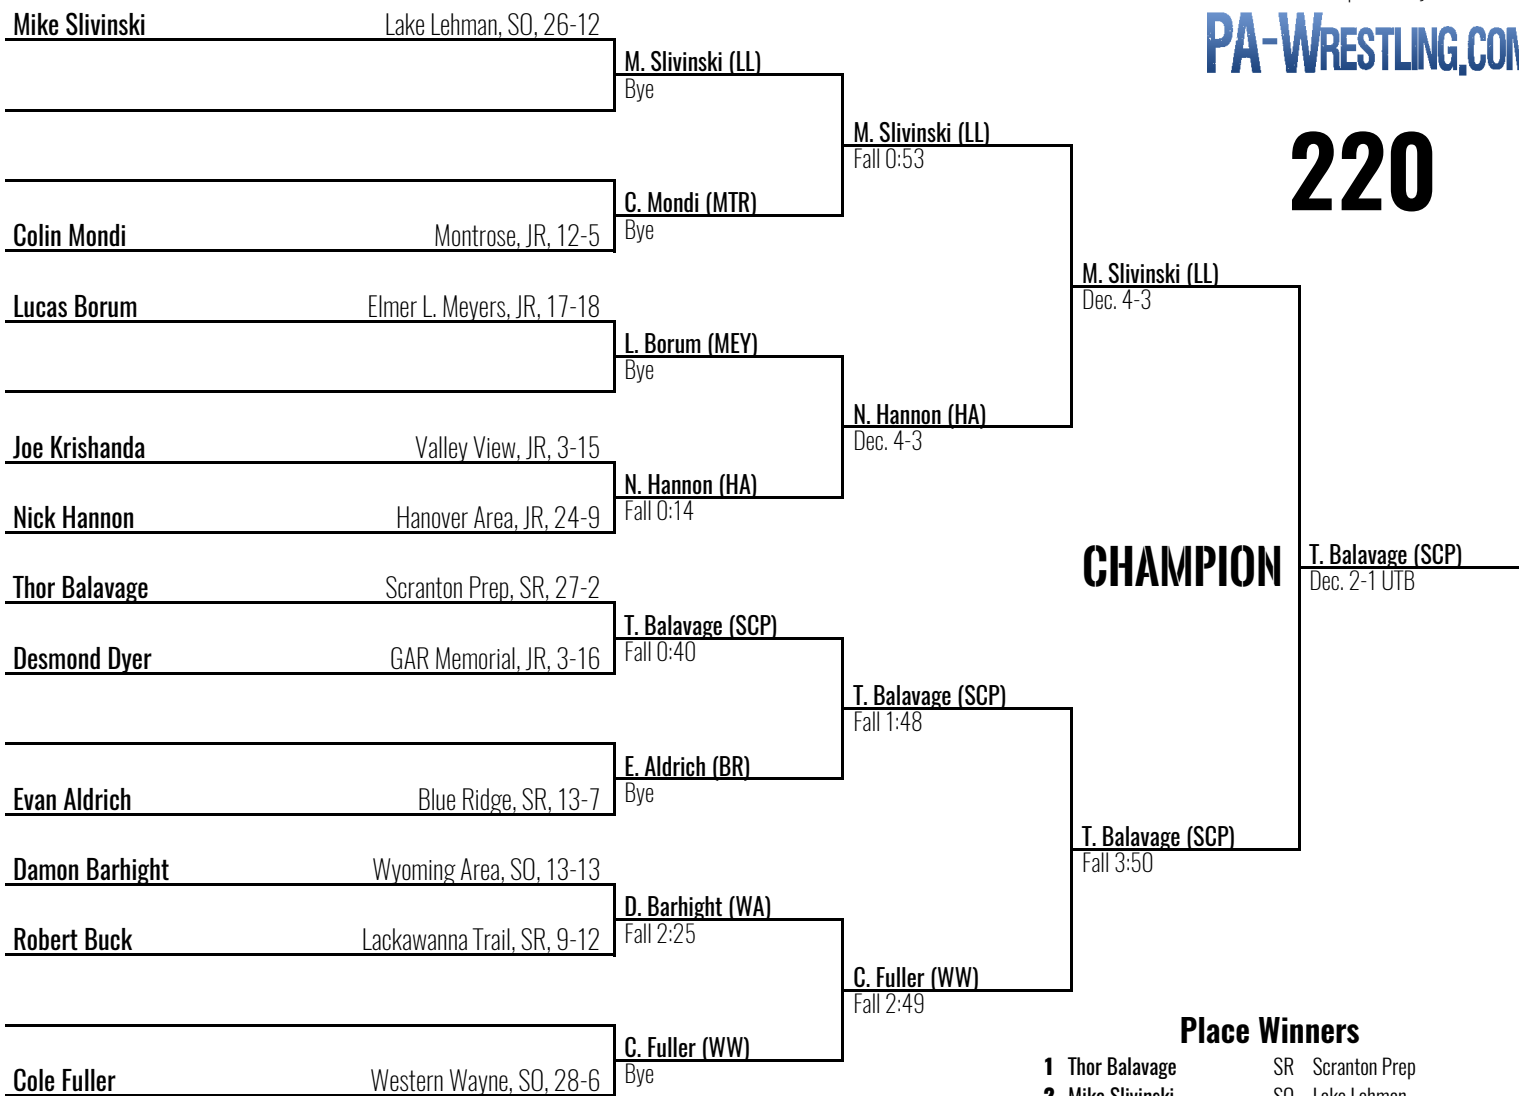 Mike Slivinski Lake Lehman, SO, 26-12
M. Slivinski (LL)
Bye
PA-WRESTLING.COM
M. Slivinski (LL)
Fall 0:53
220
C. Mondi (MTR)
Colin Mondi Montrose, JR, 12-5
Bye
M. Slivinski (LL)
Dec. 4-3
Lucas Borum Elmer L. Meyers, JR, 17-18
L. Borum (MEY)
Bye
N. Hannon (HA)
Dec. 4-3
Joe Krishanda Valley View, JR, 3-15
N. Hannon (HA)
Fall 0:14
Nick Hannon Hanover Area, JR, 24-9
CHAMPION
T. Balavage (SCP)
Dec. 2-1 UTB
Thor Balavage Scranton Prep, SR, 27-2
T. Balavage (SCP)
Fall 0:40
Desmond Dyer GAR Memorial, JR, 3-16
T. Balavage (SCP)
Fall 1:48
E. Aldrich (BR)
Bye
Evan Aldrich Blue Ridge, SR, 13-7
T. Balavage (SCP)
Fall 3:50
Damon Barhight Wyoming Area, SO, 13-13
D. Barhight (WA)
Fall 2:25
Robert Buck Lackawanna Trail, SR, 9-12
C. Fuller (WW)
Fall 2:49
C. Fuller (WW)
Bye
Cole Fuller Western Wayne, SO, 28-6
Place Winners
1 Thor Balavage SR Scranton Prep
2 Mike Slivinski SO Lake Lehman